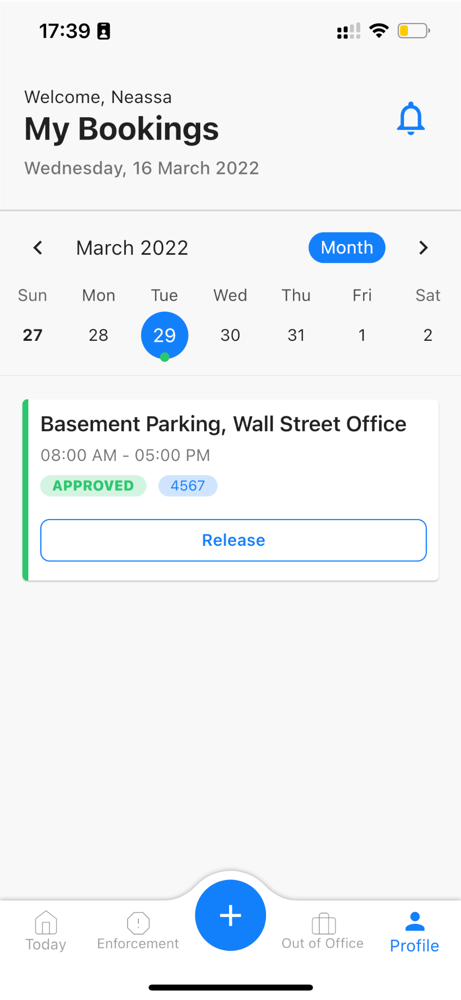 17:39
Welcome, Neassa
My Bookings
Wednesday, 16 March 2022
March 2022 Month
Sun Mon Tue Wed Thu Fri Sat
27 28 29 30 31 1 2
Basement Parking, Wall Street Office
08:00 AM - 05:00 PM
APPROVED 4567
Release
Today Enforcement + Out of Office Profile